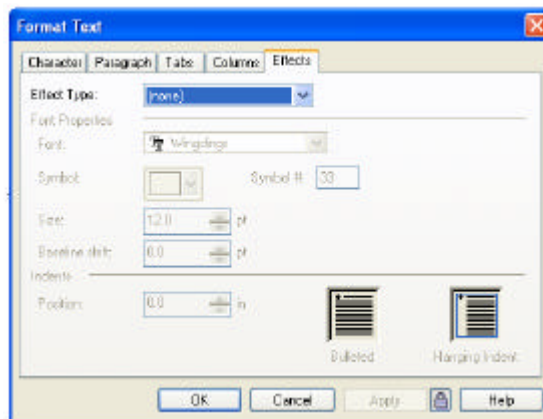 Format Text
Character Paragraph Tabs Columns Effects
Effect Type: (none)
Font Properties
Font: Wingdings
Symbol: Symbol #: 33
Size: 12.0 pt
Baseline shift: 0.0 pt
Indents
Position: 0.0 in
Bulleted Hanging Indent
OK Cancel Apply Help